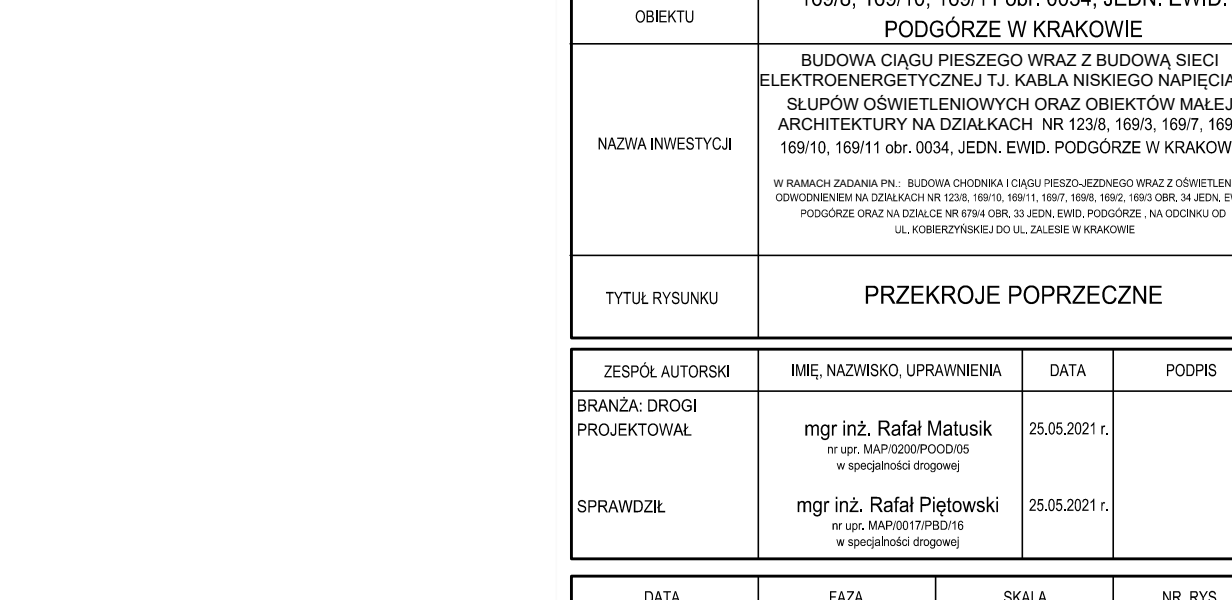 169/8, 169/10, 169/11 obr. 0034, JEDN. EWID.
OBIEKTU
PODGÓRZE W KRAKOWIE
BUDOWA CIĄGU PIESZEGO WRAZ Z BUDOWĄ SIECI
ELEKTROENERGETYCZNEJ TJ. KABLA NISKIEGO NAPIĘCIA
SŁUPÓW OŚWIETLENIOWYCH ORAZ OBIEKTÓW MAŁEJ
ARCHITEKTURY NA DZIAŁKACH NR 123/8, 169/3, 169/7, 169
NAZWA INWESTYCJI
169/10, 169/11 obr. 0034, JEDN. EWID. PODGÓRZE W KRAKOW
W RAMACH ZADANIA PN.: BUDOWA CHODNIKA I CIĄGU PIESZO-JEZDNEGO WRAZ Z OŚWIETLEN
ODWODNIENIEM NA DZIAŁKACH NR 123/8, 169/10, 169/11, 169/7, 169/8, 169/2, 169/3 OBR. 34 JEDN. EW
PODGÓRZE ORAZ NA DZIAŁCE NR 679/4 OBR. 33 JEDN. EWID. PODGÓRZE , NA ODCINKU OD
UL. KOBIERZYŃSKIEJ DO UL. ZALESIE W KRAKOWIE
TYTUŁ RYSUNKU
PRZEKROJE POPRZECZNE
ZESPÓŁ AUTORSKI IMIĘ, NAZWISKO, UPRAWNIENIA DATA PODPIS
BRANŻA: DROGI
PROJEKTOWAŁ mgr inż. Rafał Matusik 25.05.2021 r.
nr upr. MAP/0200/POOD/05
w specjalności drogowej
SPRAWDZIŁ mgr inż. Rafał Piętowski 25.05.2021 r.
nr upr. MAP/0017/PBD/16
w specjalności drogowej
DATA FAZA SKALA NR RYS